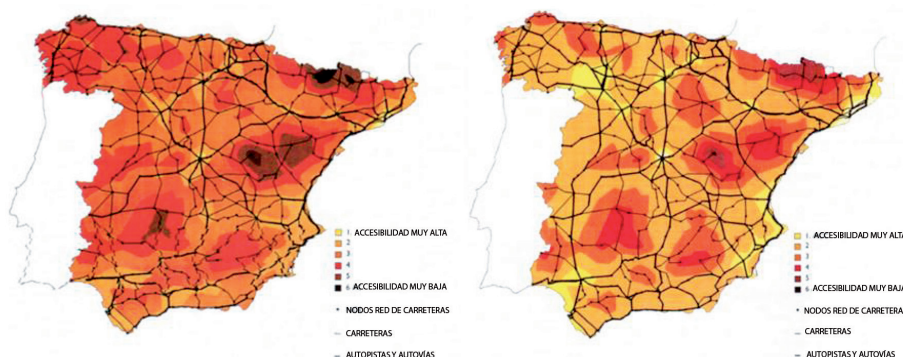 1 ACCESIBILIDAD MUY ALTA
2
3
4
5
6 ACCESIBILIDAD MUY BAJA
NODOS RED DE CARRETERAS
CARRETERAS
AUTOPISTAS Y AUTOVÍAS
1 ACCESIBILIDAD MUY ALTA
2
3
4
5
6 ACCESIBILIDAD MUY BAJA
NODOS RED DE CARRETERA
CARRETERAS
AUTOPISTAS Y AUTOVÍAS